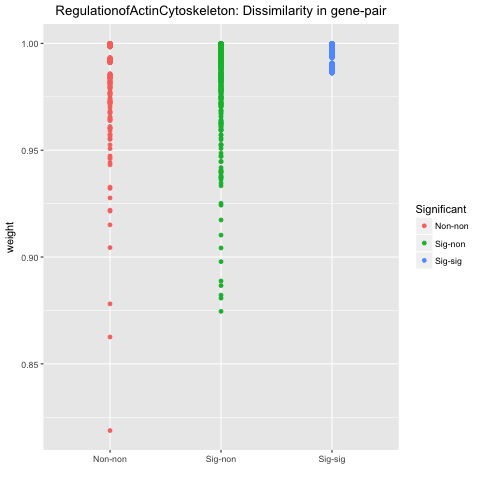 RegulationofActinCytoskeleton: Dissimilarity in gene-pair
1.00
0.95
0.90
0.85
weight
Non-non
Sig-non
Sig-sig
Significant
Non-non
Sig-non
Sig-sig